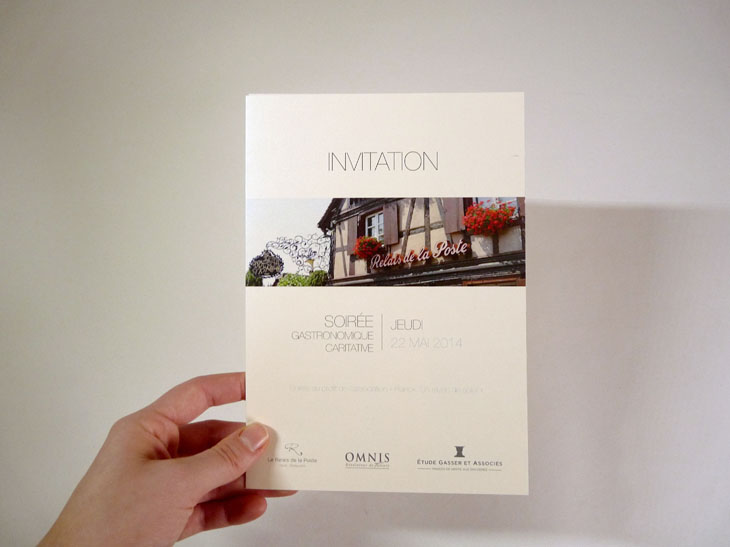 INVITATION
Relais de la Poste
SOIRÉE
GASTRONOMIQUE
CARITATIVE
JEUDI
22 MAI 2014
R
Le Relais de la Poste
OMNIS
ÉTUDE GASSER ET ASSOCIÉS